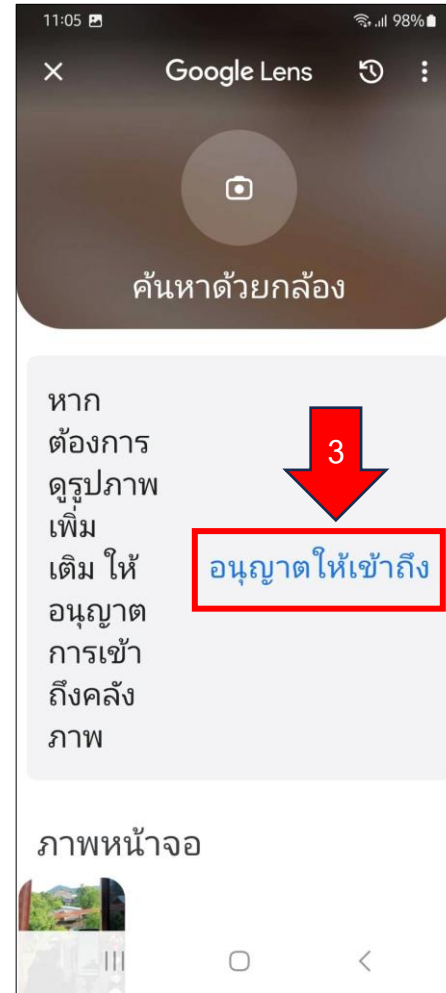 11:05 98%
Google Lens
ค้นหาด้วยกล้อง
หาก
ต้องการ
ดูรูปภาพ
เพิ่ม
เติม ให้
อนุญาต
การเข้า
ถึงคลัง
ภาพ
3
อนุญาตให้เข้าถึง
ภาพหน้าจอ